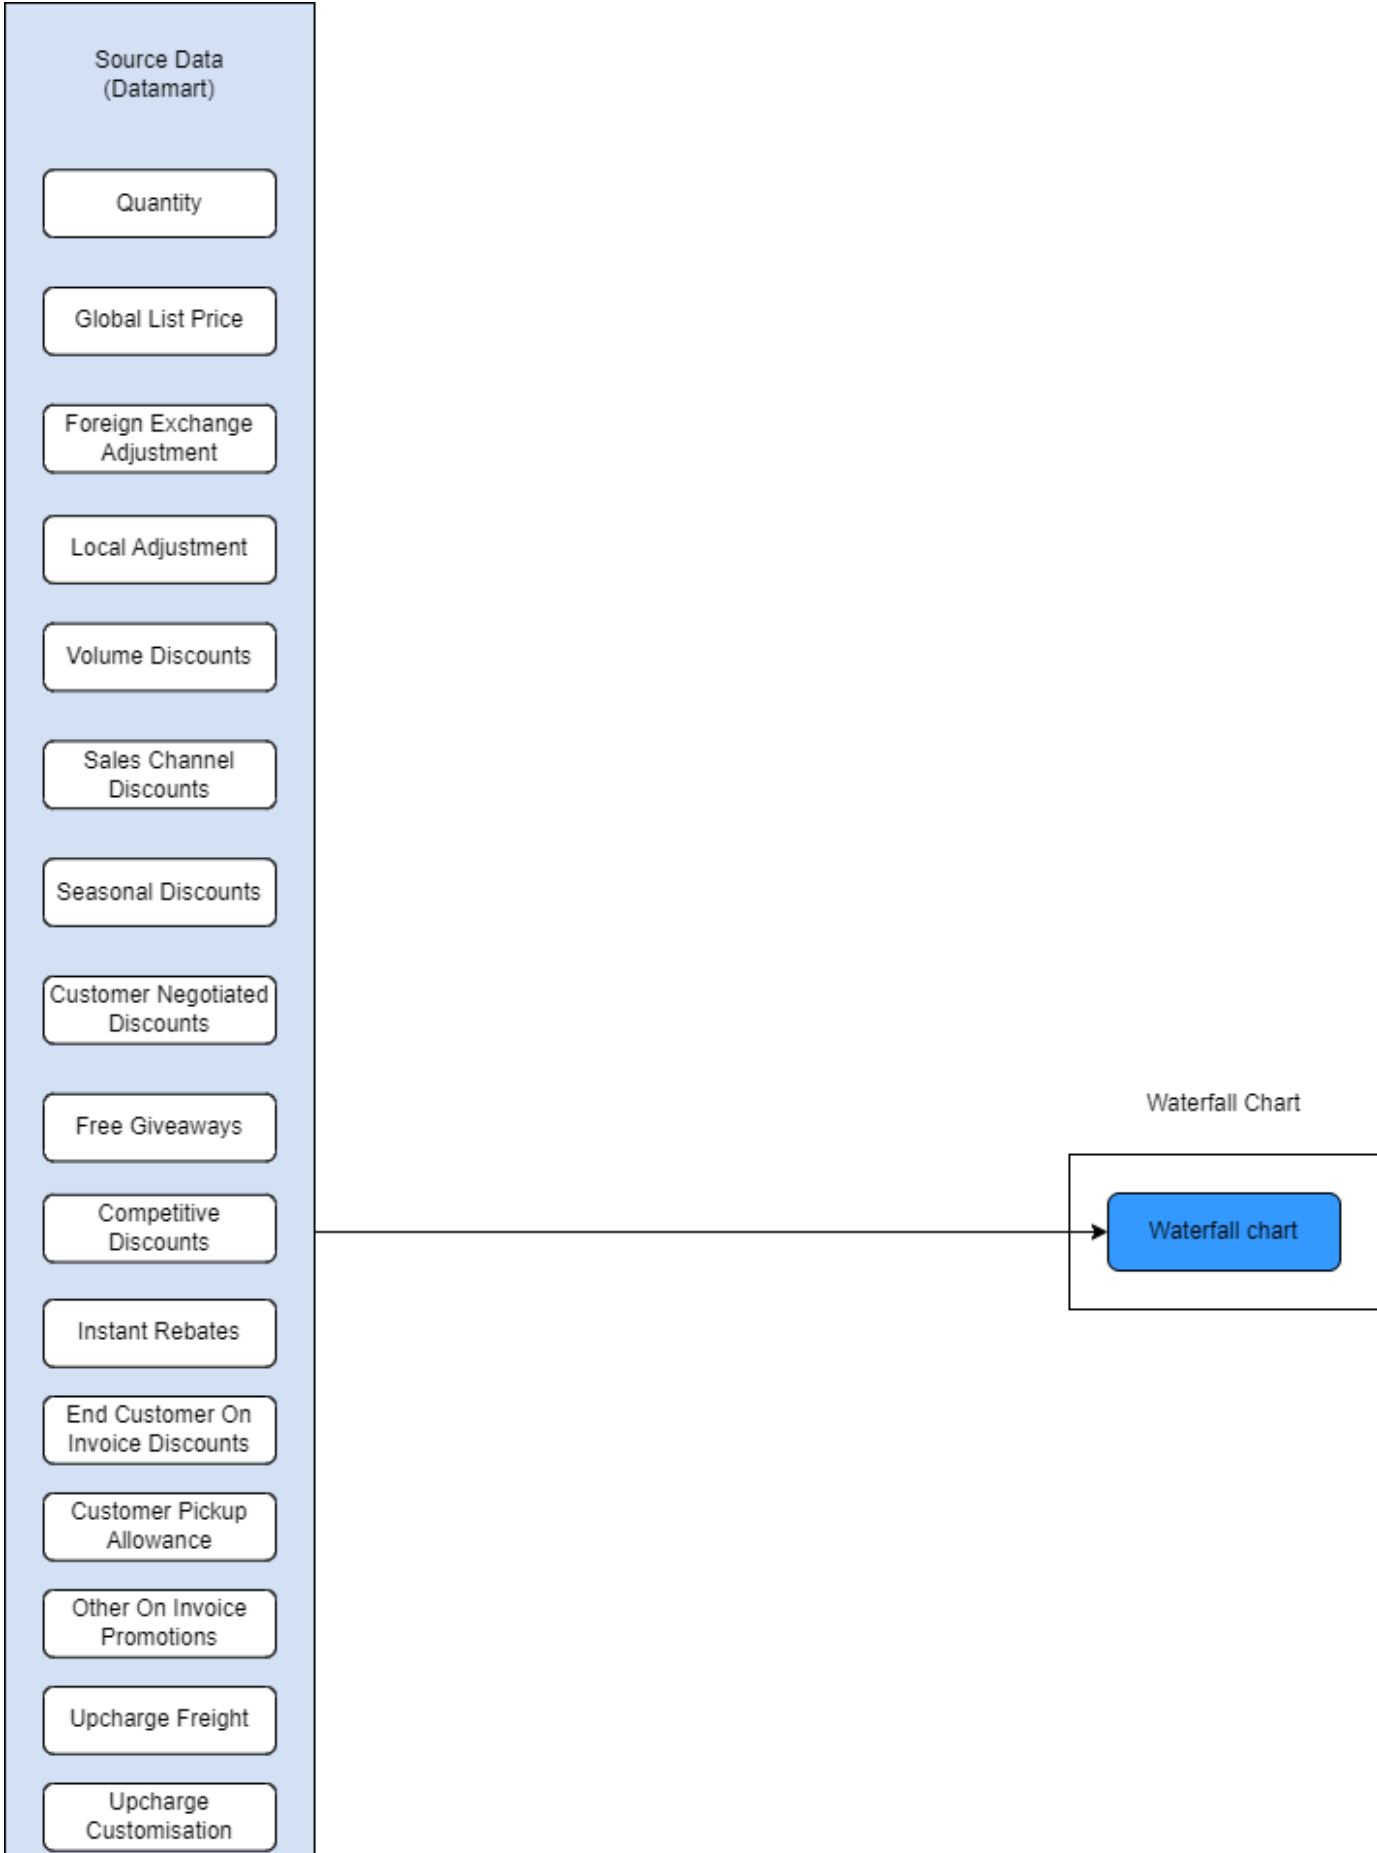 Source Data
(Datamart)
Quantity
Global List Price
Foreign Exchange
Adjustment
Local Adjustment
Volume Discounts
Sales Channel
Discounts
Seasonal Discounts
Customer Negotiated
Discounts
Free Giveaways
Competitive
Discounts
Instant Rebates
End Customer On
Invoice Discounts
Customer Pickup
Allowance
Other On Invoice
Promotions
Upcharge Freight
Upcharge
Customisation
Waterfall Chart
Waterfall chart